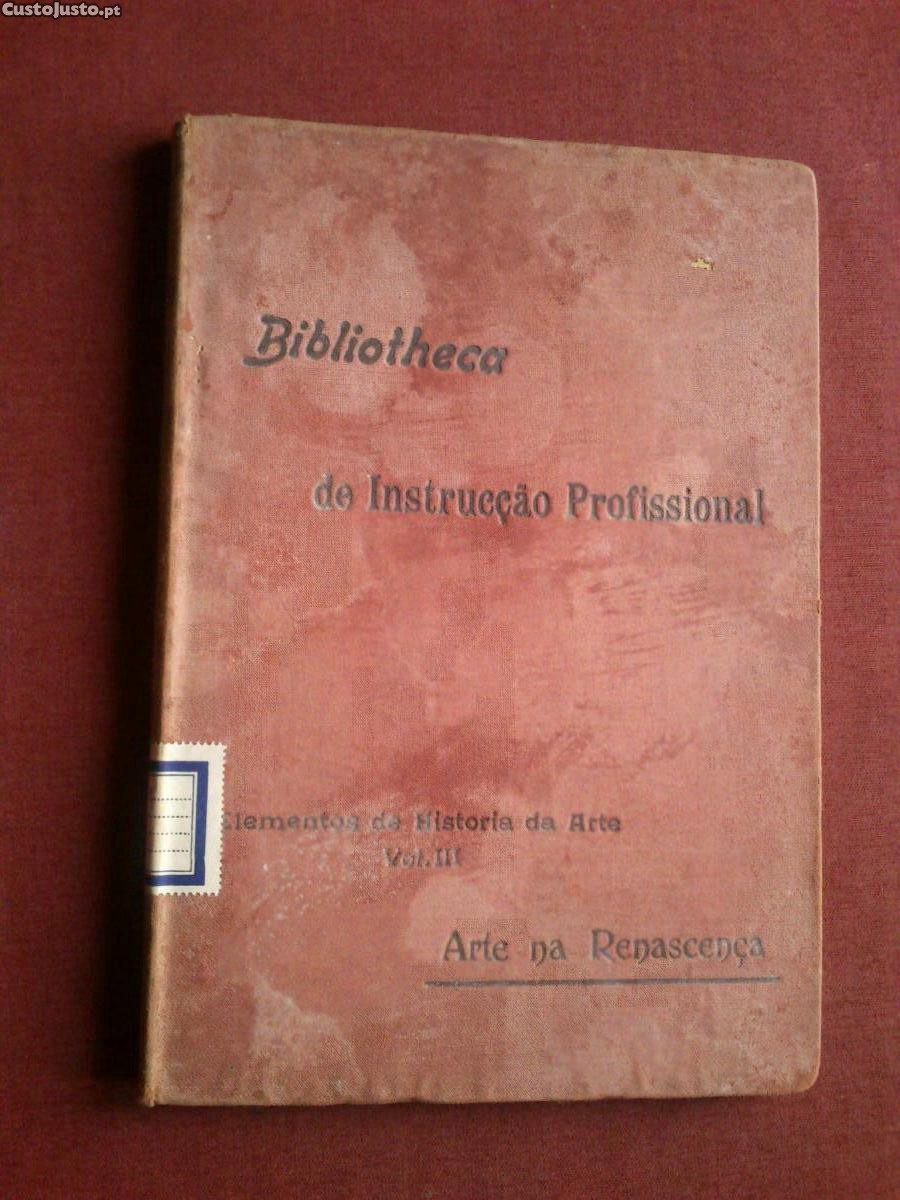 CustoJusto.pt
Bibliotheca
de Instrucção Profissional
Elementos de Historia da Arte
Vol. III
Arte na Renascença